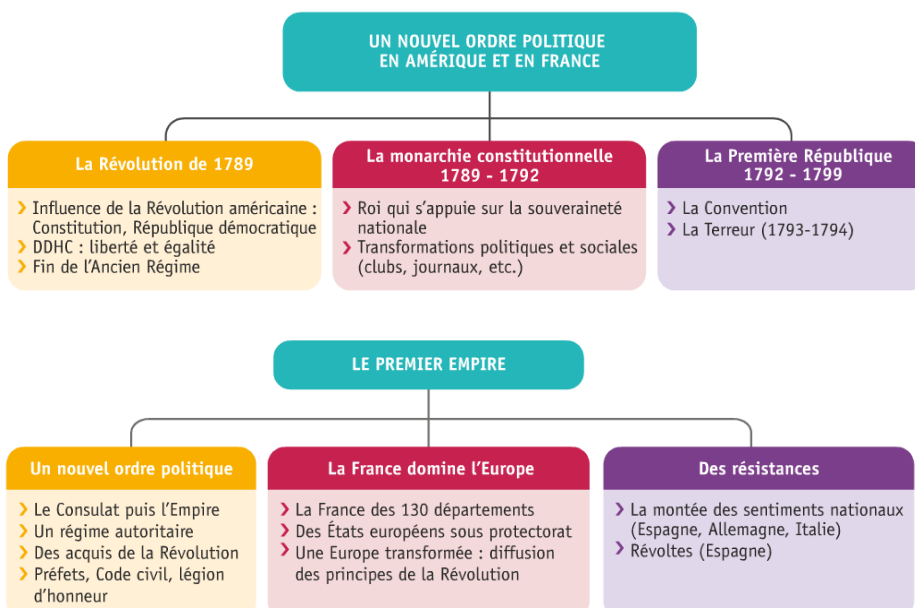 UN NOUVEL ORDRE POLITIQUE
EN AMÉRIQUE ET EN FRANCE
La Révolution de 1789
❯ Influence de la Révolution américaine :
Constitution, République démocratique
❯ DDHC : liberté et égalité
❯ Fin de l’Ancien Régime
La monarchie constitutionnelle
1789 - 1792
❯ Roi qui s’appuie sur la souveraineté
nationale
❯ Transformations politiques et sociales
(clubs, journaux, etc.)
La Première République
1792 - 1799
❯ La Convention
❯ La Terreur (1793-1794)
LE PREMIER EMPIRE
Un nouvel ordre politique
❯ Le Consulat puis l’Empire
❯ Un régime autoritaire
❯ Des acquis de la Révolution
❯ Préfets, Code civil, légion
d’honneur
La France domine l’Europe
❯ La France des 130 départements
❯ Des États européens sous protectorat
❯ Une Europe transformée : diffusion
des principes de la Révolution
Des résistances
❯ La montée des sentiments nationaux
(Espagne, Allemagne, Italie)
❯ Révoltes (Espagne)